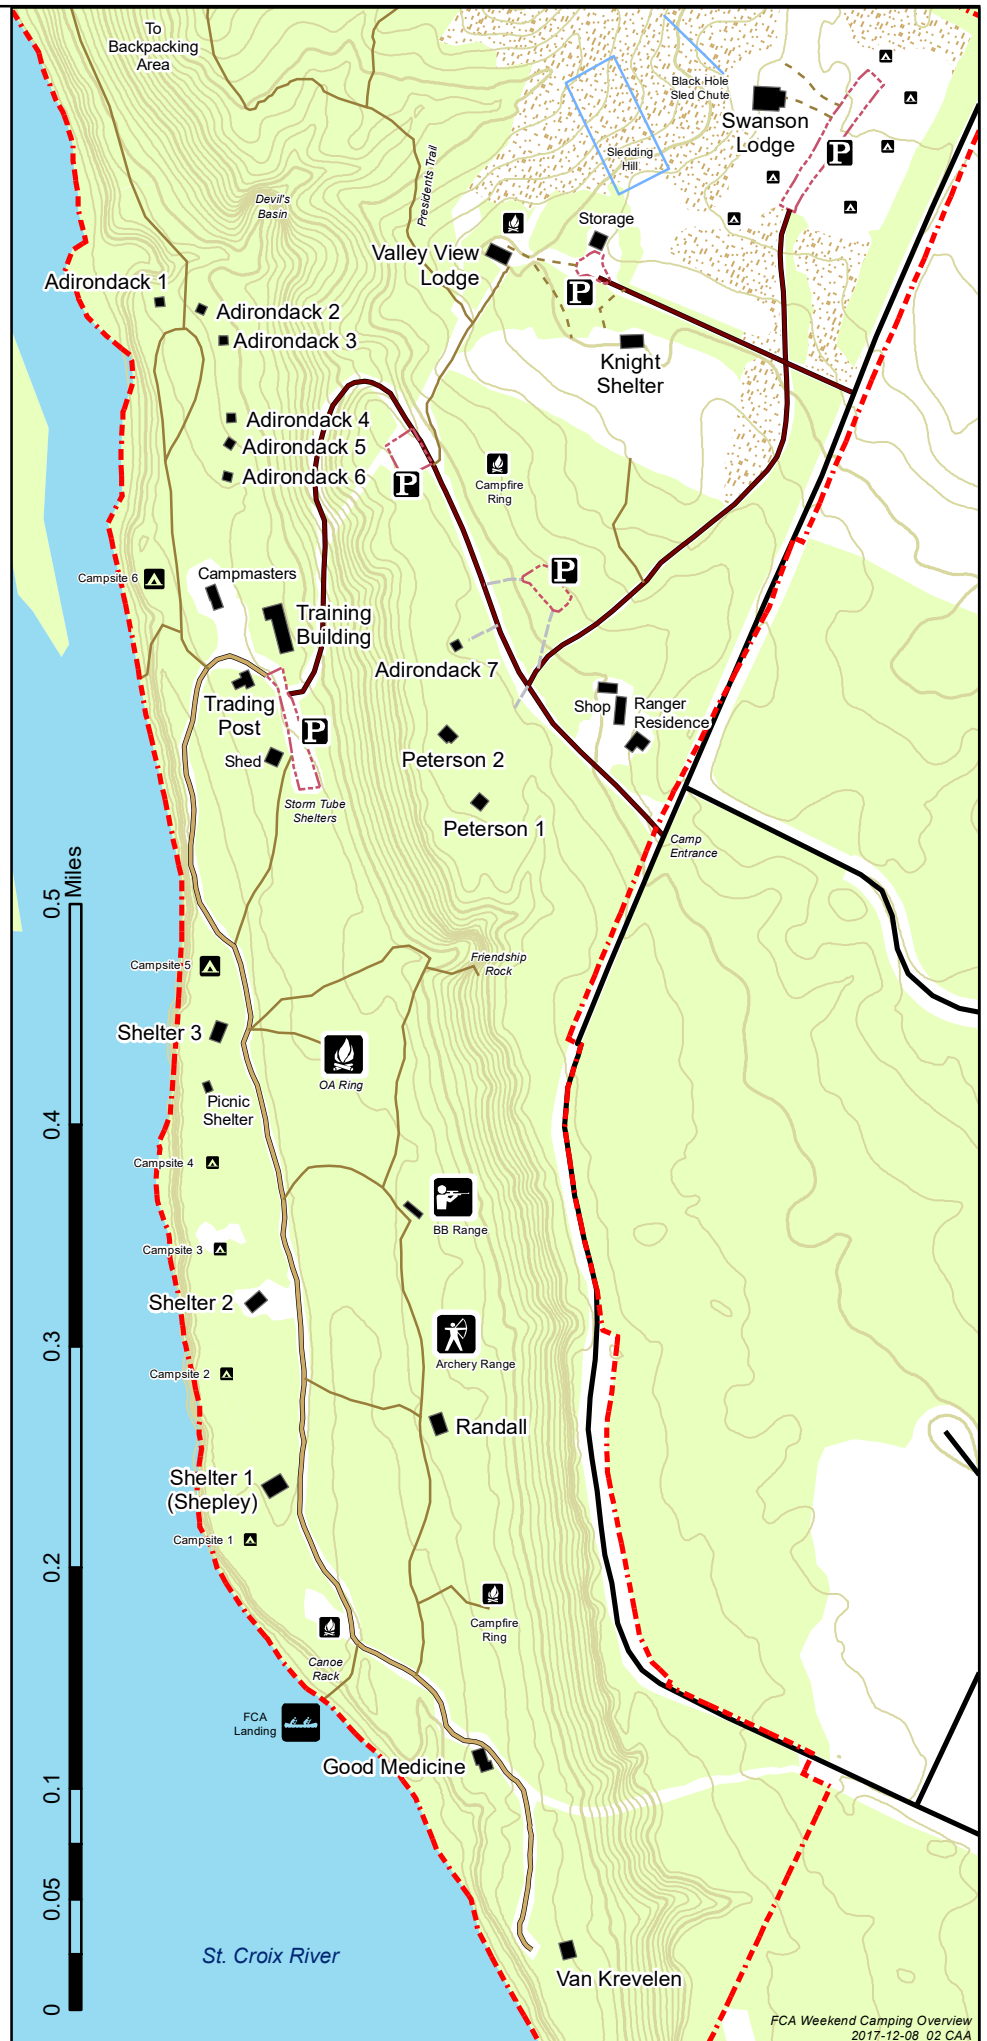 To
Backpacking
Area
Black Hole
Sled Chute
Swanson
Lodge
P
Sledding
Hill
Presidents Trail
Devil's
Basin
Storage
Valley View
Lodge
P
Adirondack 1
Adirondack 2
Adirondack 3
Knight
Shelter
Adirondack 4
Adirondack 5
Adirondack 6
P
Campfire
Ring
P
Campsite 6
Campmasters
Training
Building
Adirondack 7
Trading
Post
Shop
Ranger
Residence
P
Shed
Peterson 2
Storm Tube
Shelters
Peterson 1
Camp
Entrance
0.5
Miles
Campsite 5
Friendship
Rock
Shelter 3
OA Ring
Picnic
Shelter
0.4
Campsite 4
BB Range
Campsite 3
Shelter 2
0.3
Archery Range
Campsite 2
Randall
Shelter 1
(Shepley)
Campsite 1
0.2
Campfire
Ring
Canoe
Rack
FCA
Landing
Good Medicine
0.1
0.05
St. Croix River
Van Krevelen
0
FCA Weekend Camping Overview
2017-12-08 02 CAA